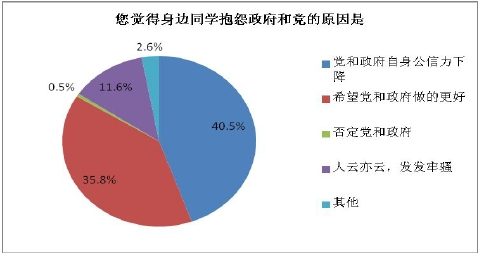 您觉得身边同学抱怨政府和党的原因是
2.6%
0.5%
11.6%
40.5%
35.8%
党和政府自身公信力下
降
希望党和政府做的更好
否定党和政府
人云亦云，发发牢骚
其他